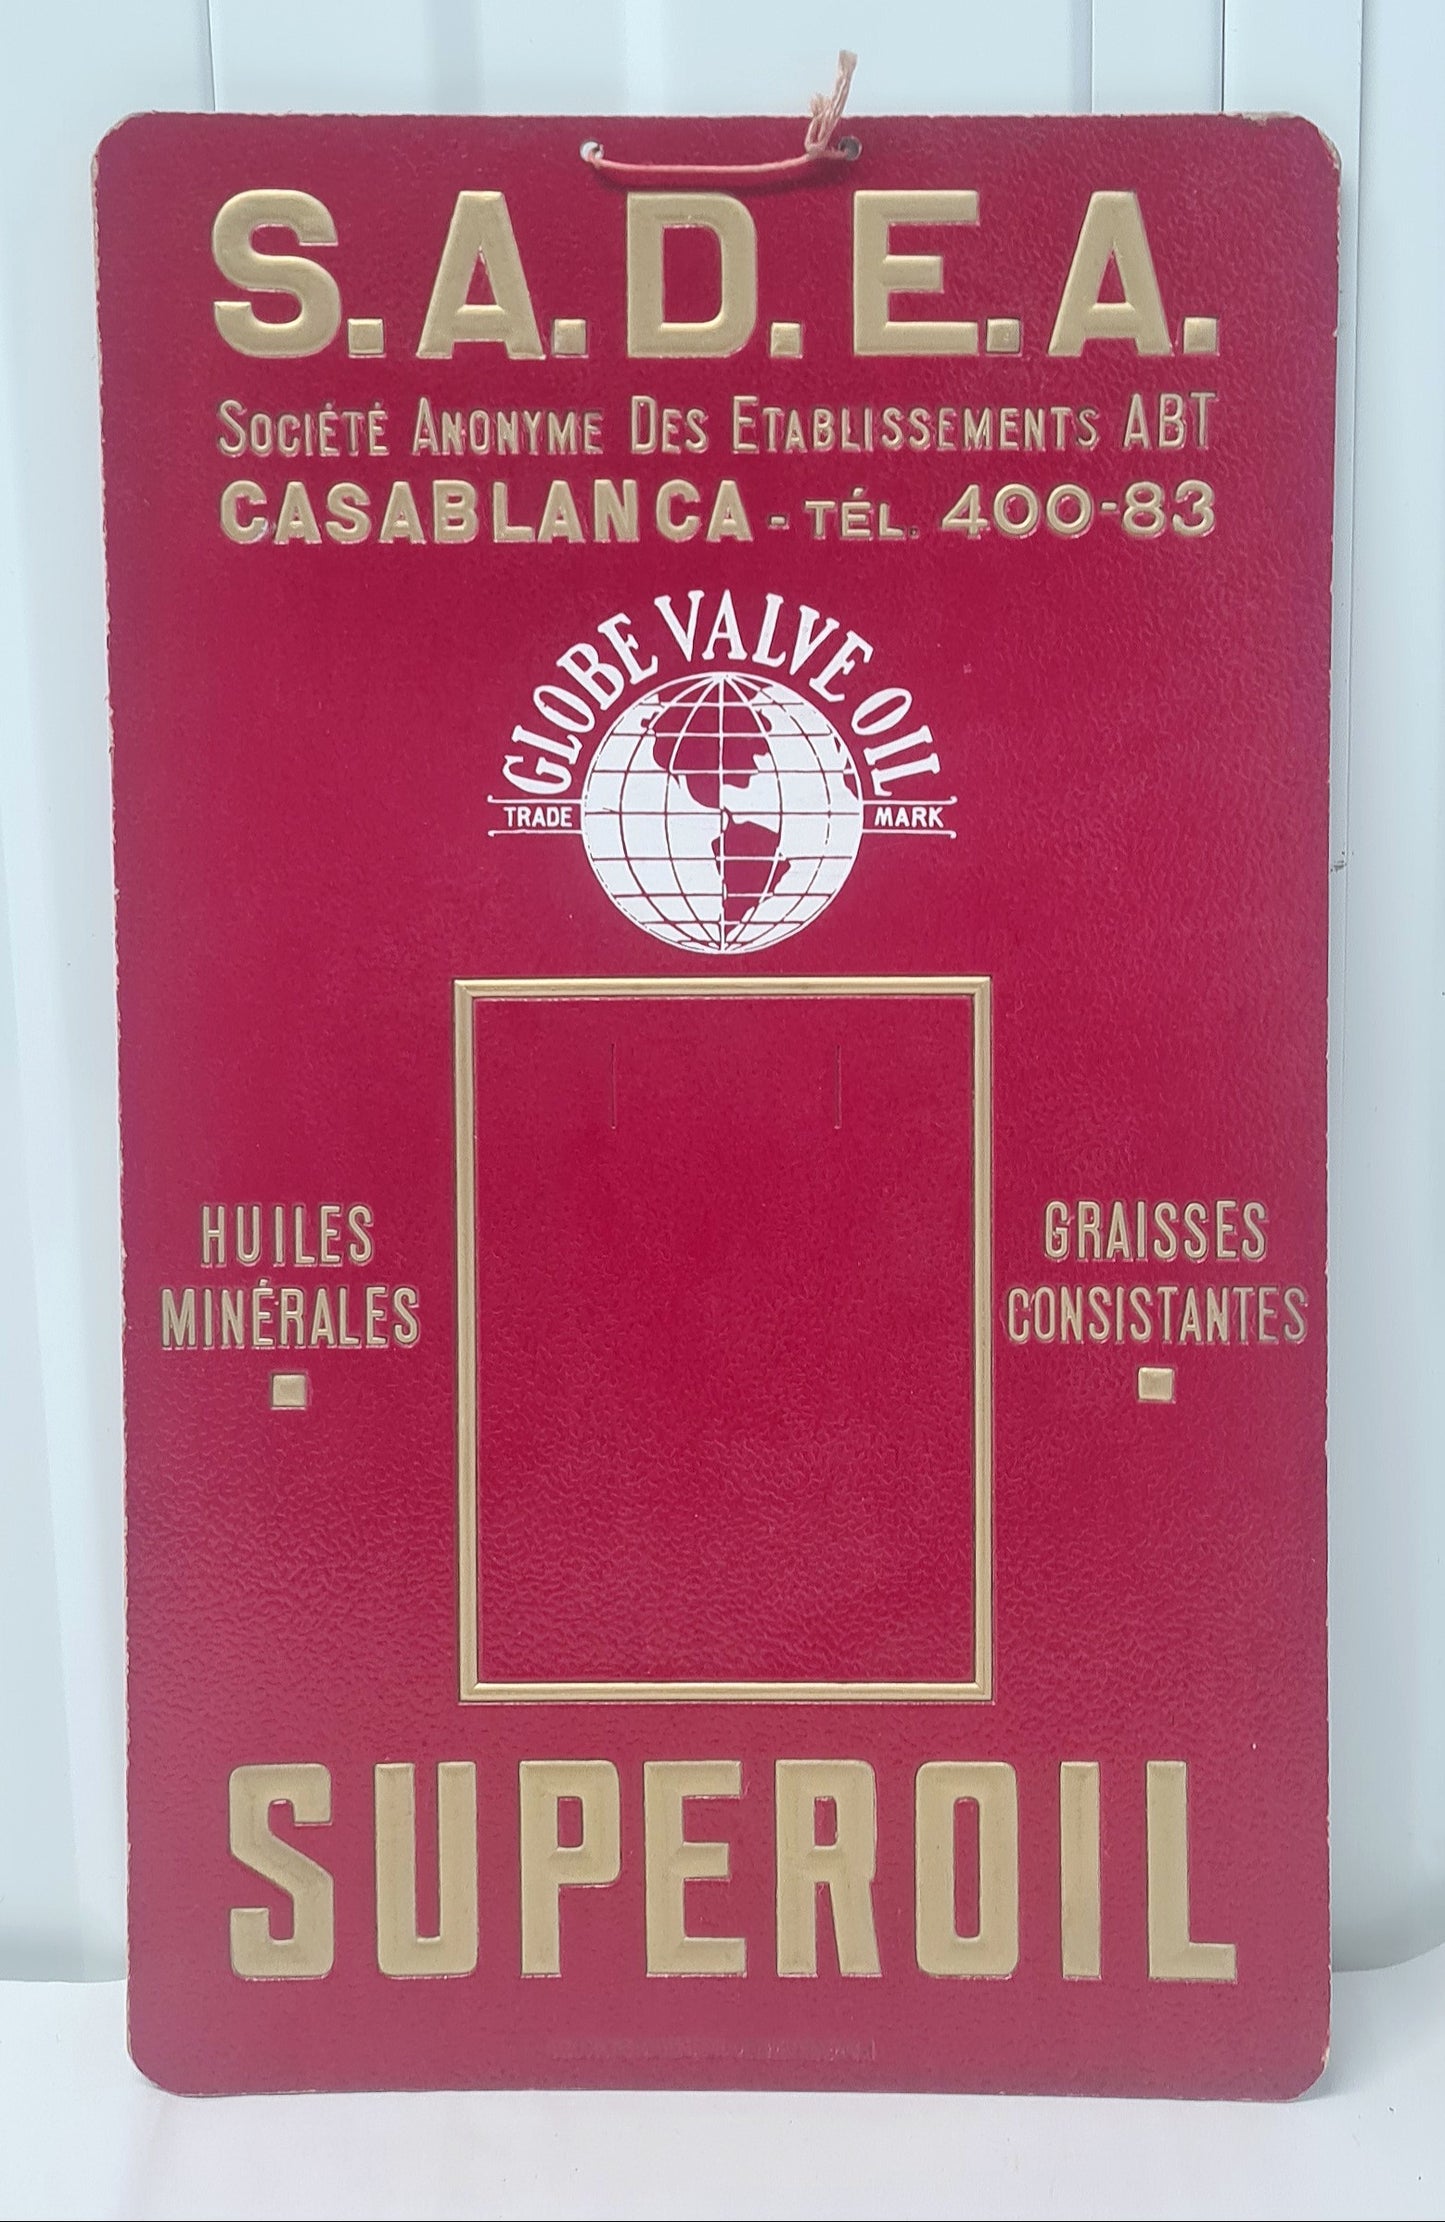 S.A.D.E.A.
SOCIÉTÉ ANONYME DES ETABLISSEMENTS ABT
CASABLANCA - TÉL. 400-83
GLOBE VALVE OIL
TRADE MARK
HUILES
MINÉRALES
GRAISSES
CONSISTANTES
SUPEROIL